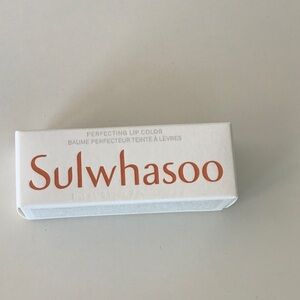 PERFECTING LIP COLOR
BAUME PERFECTEUR TEINTÉ À LÈVRES
Sulwhasoo